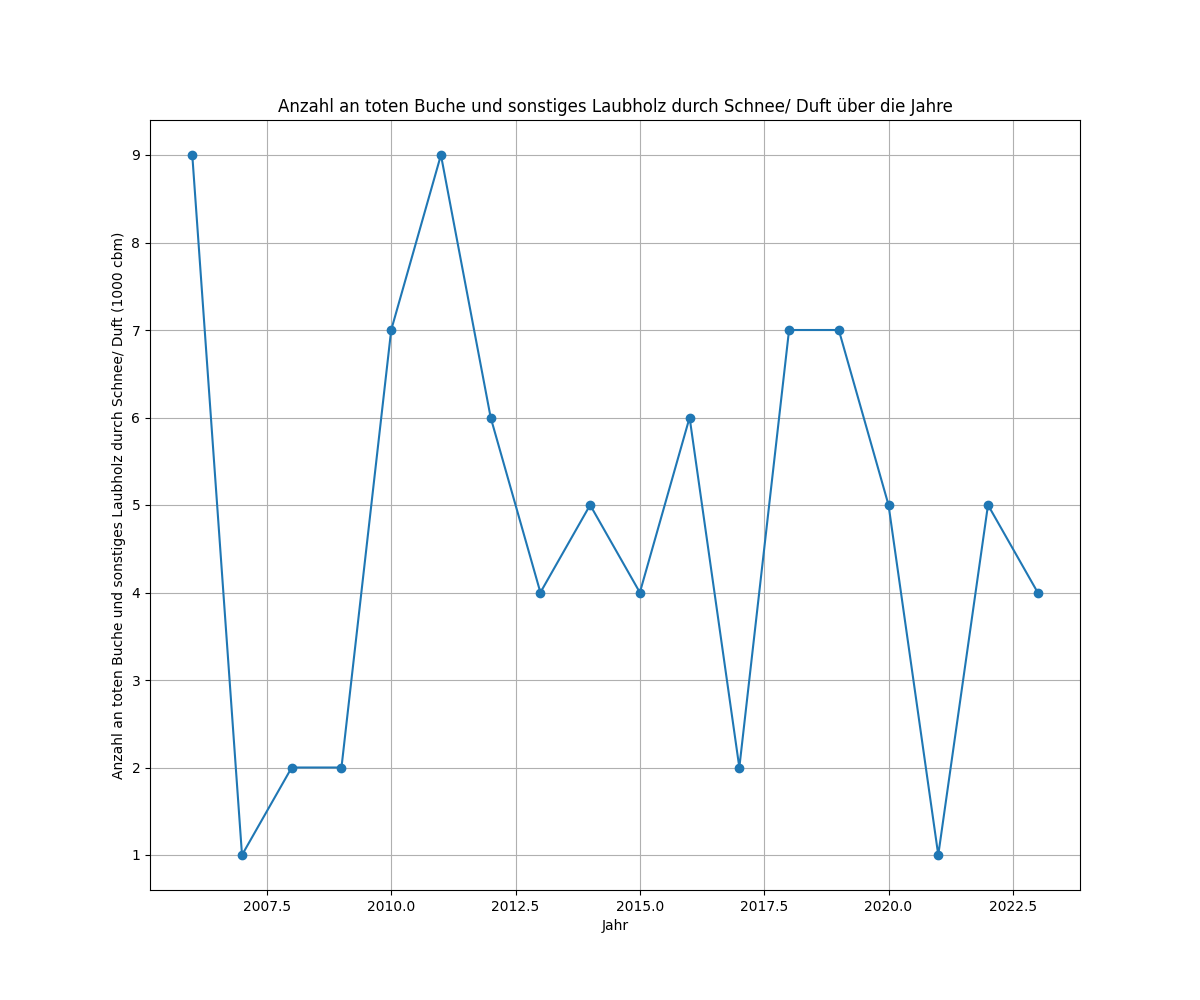 Anzahl an toten Buche und sonstiges Laubholz durch Schnee/ Duft über die Jahre
Anzahl an toten Buche und sonstiges Laubholz durch Schnee/ Duft (1000 cbm)
9
8
7
6
5
4
3
2
1
2007.5 2010.0 2012.5 2015.0 2017.5 2020.0 2022.5
Jahr